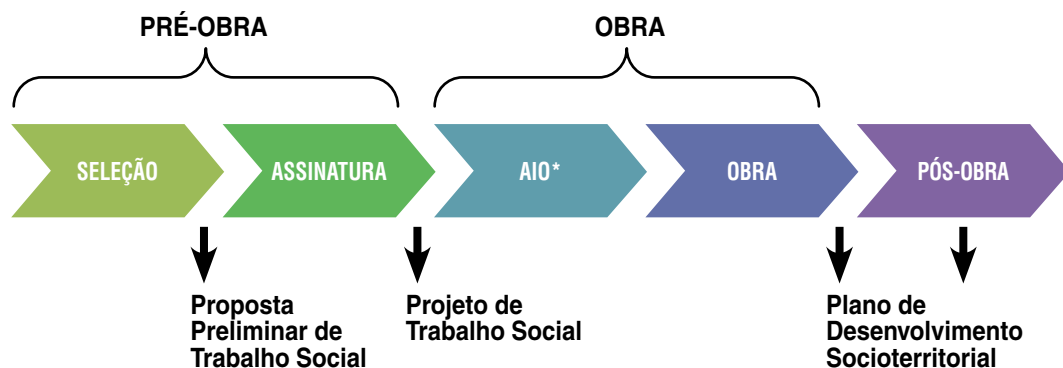 PRÉ-OBRA
OBRA
SELEÇÃO
ASSINATURA
AIO*
OBRA
PÓS-OBRA
Proposta
Preliminar de
Trabalho Social
Projeto de
Trabalho Social
Plano de
Desenvolvimento
Socioterritorial